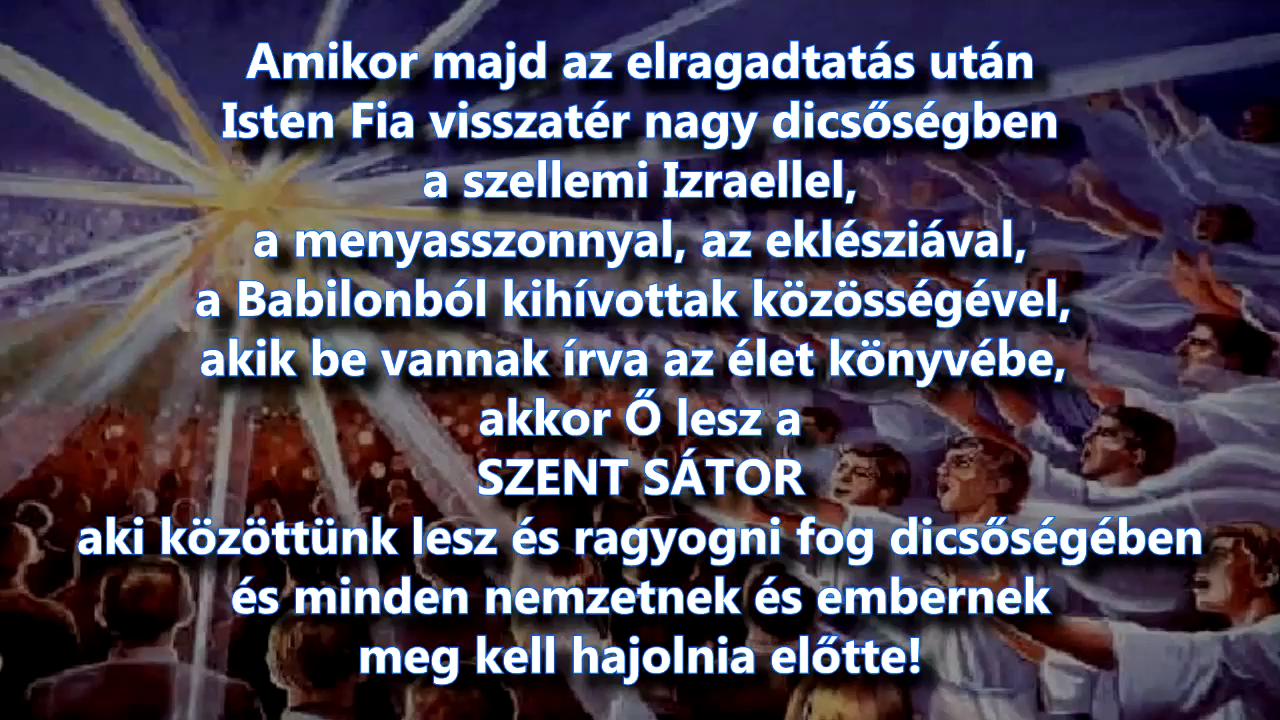 Amikor majd az elragadtatás után
Isten Fia visszatér nagy dicsőségben
a szellemi Izraellel,
a menyasszonnyal, az eklésziával,
a Babilonból kihívottak közösségével,
akik be vannak írva az élet könyvébe,
akkor Ő lesz a
SZENT SÁTOR
aki közöttünk lesz és ragyogni fog dicsőségében
és minden nemzetnek és embernek
meg kell hajolnia előtte!